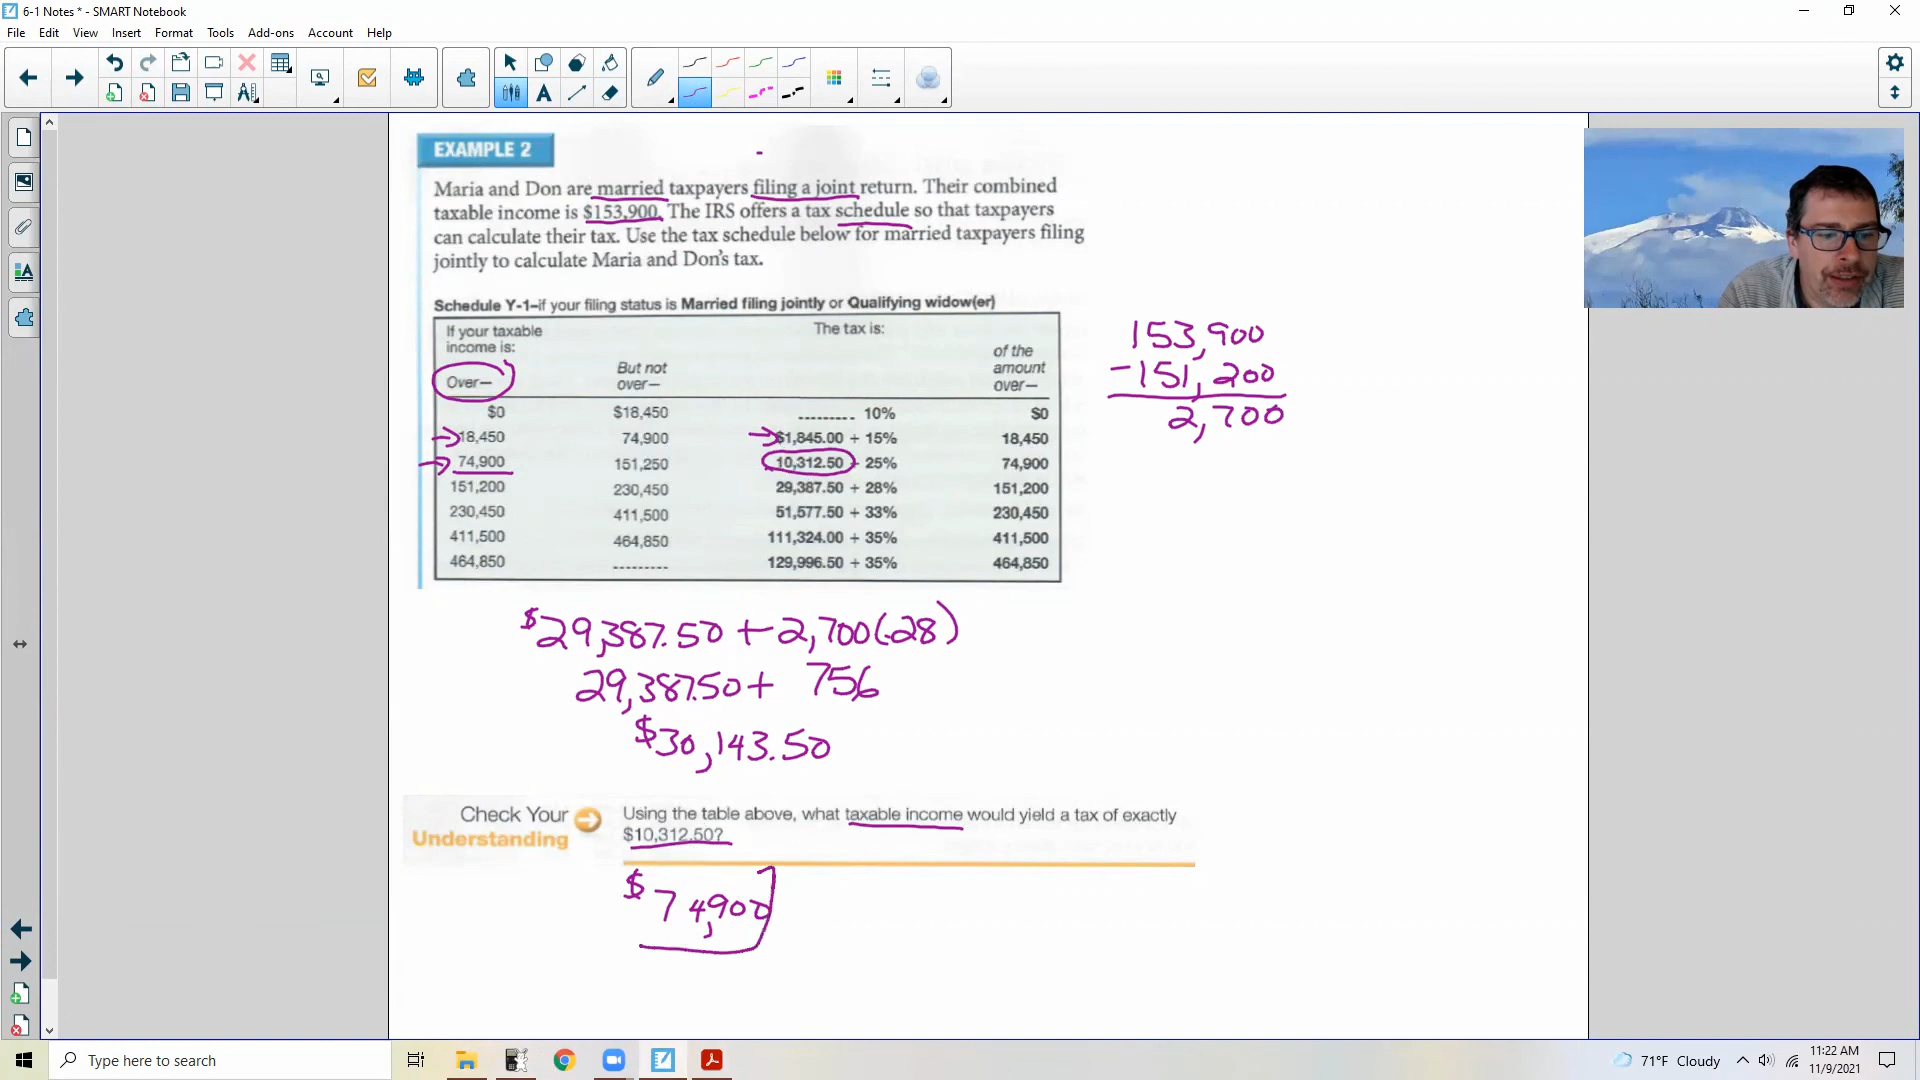 6-1 Notes * - SMART Notebook
File Edit View Insert Format Tools Add-ons Account Help
EXAMPLE 2
Maria and Don are married taxpayers filing a joint return. Their combined
taxable income is $153,900. The IRS offers a tax schedule so that taxpayers
can calculate their tax. Use the tax schedule below for married taxpayers filing
jointly to calculate Maria and Don's tax.
Schedule Y-1–if your filing status is Married filing jointly or Qualifying widow(er)
If your taxable
income is:
The tax is:
Over—
But not
over—
of the
amount
over—
$0 $18,450 --------- 10% $0
18,450 74,900 $1,845.00 + 15% 18,450
74,900 151,250 10,312.50 + 25% 74,900
151,200 230,450 29,387.50 + 28% 151,200
230,450 411,500 51,577.50 + 33% 230,450
411,500 464,850 111,324.00 + 35% 411,500
464,850 --------- 129,996.50 + 35% 464,850
153,900
-151,200
2,700
$29,387.50 + 2,700(.28)
29,387.50 + 756
$30,143.50
Check Your
Understanding
Using the table above, what taxable income would yield a tax of exactly
$10,312.50?
$74,900
Type here to search
71°F Cloudy
11:22 AM
11/9/2021